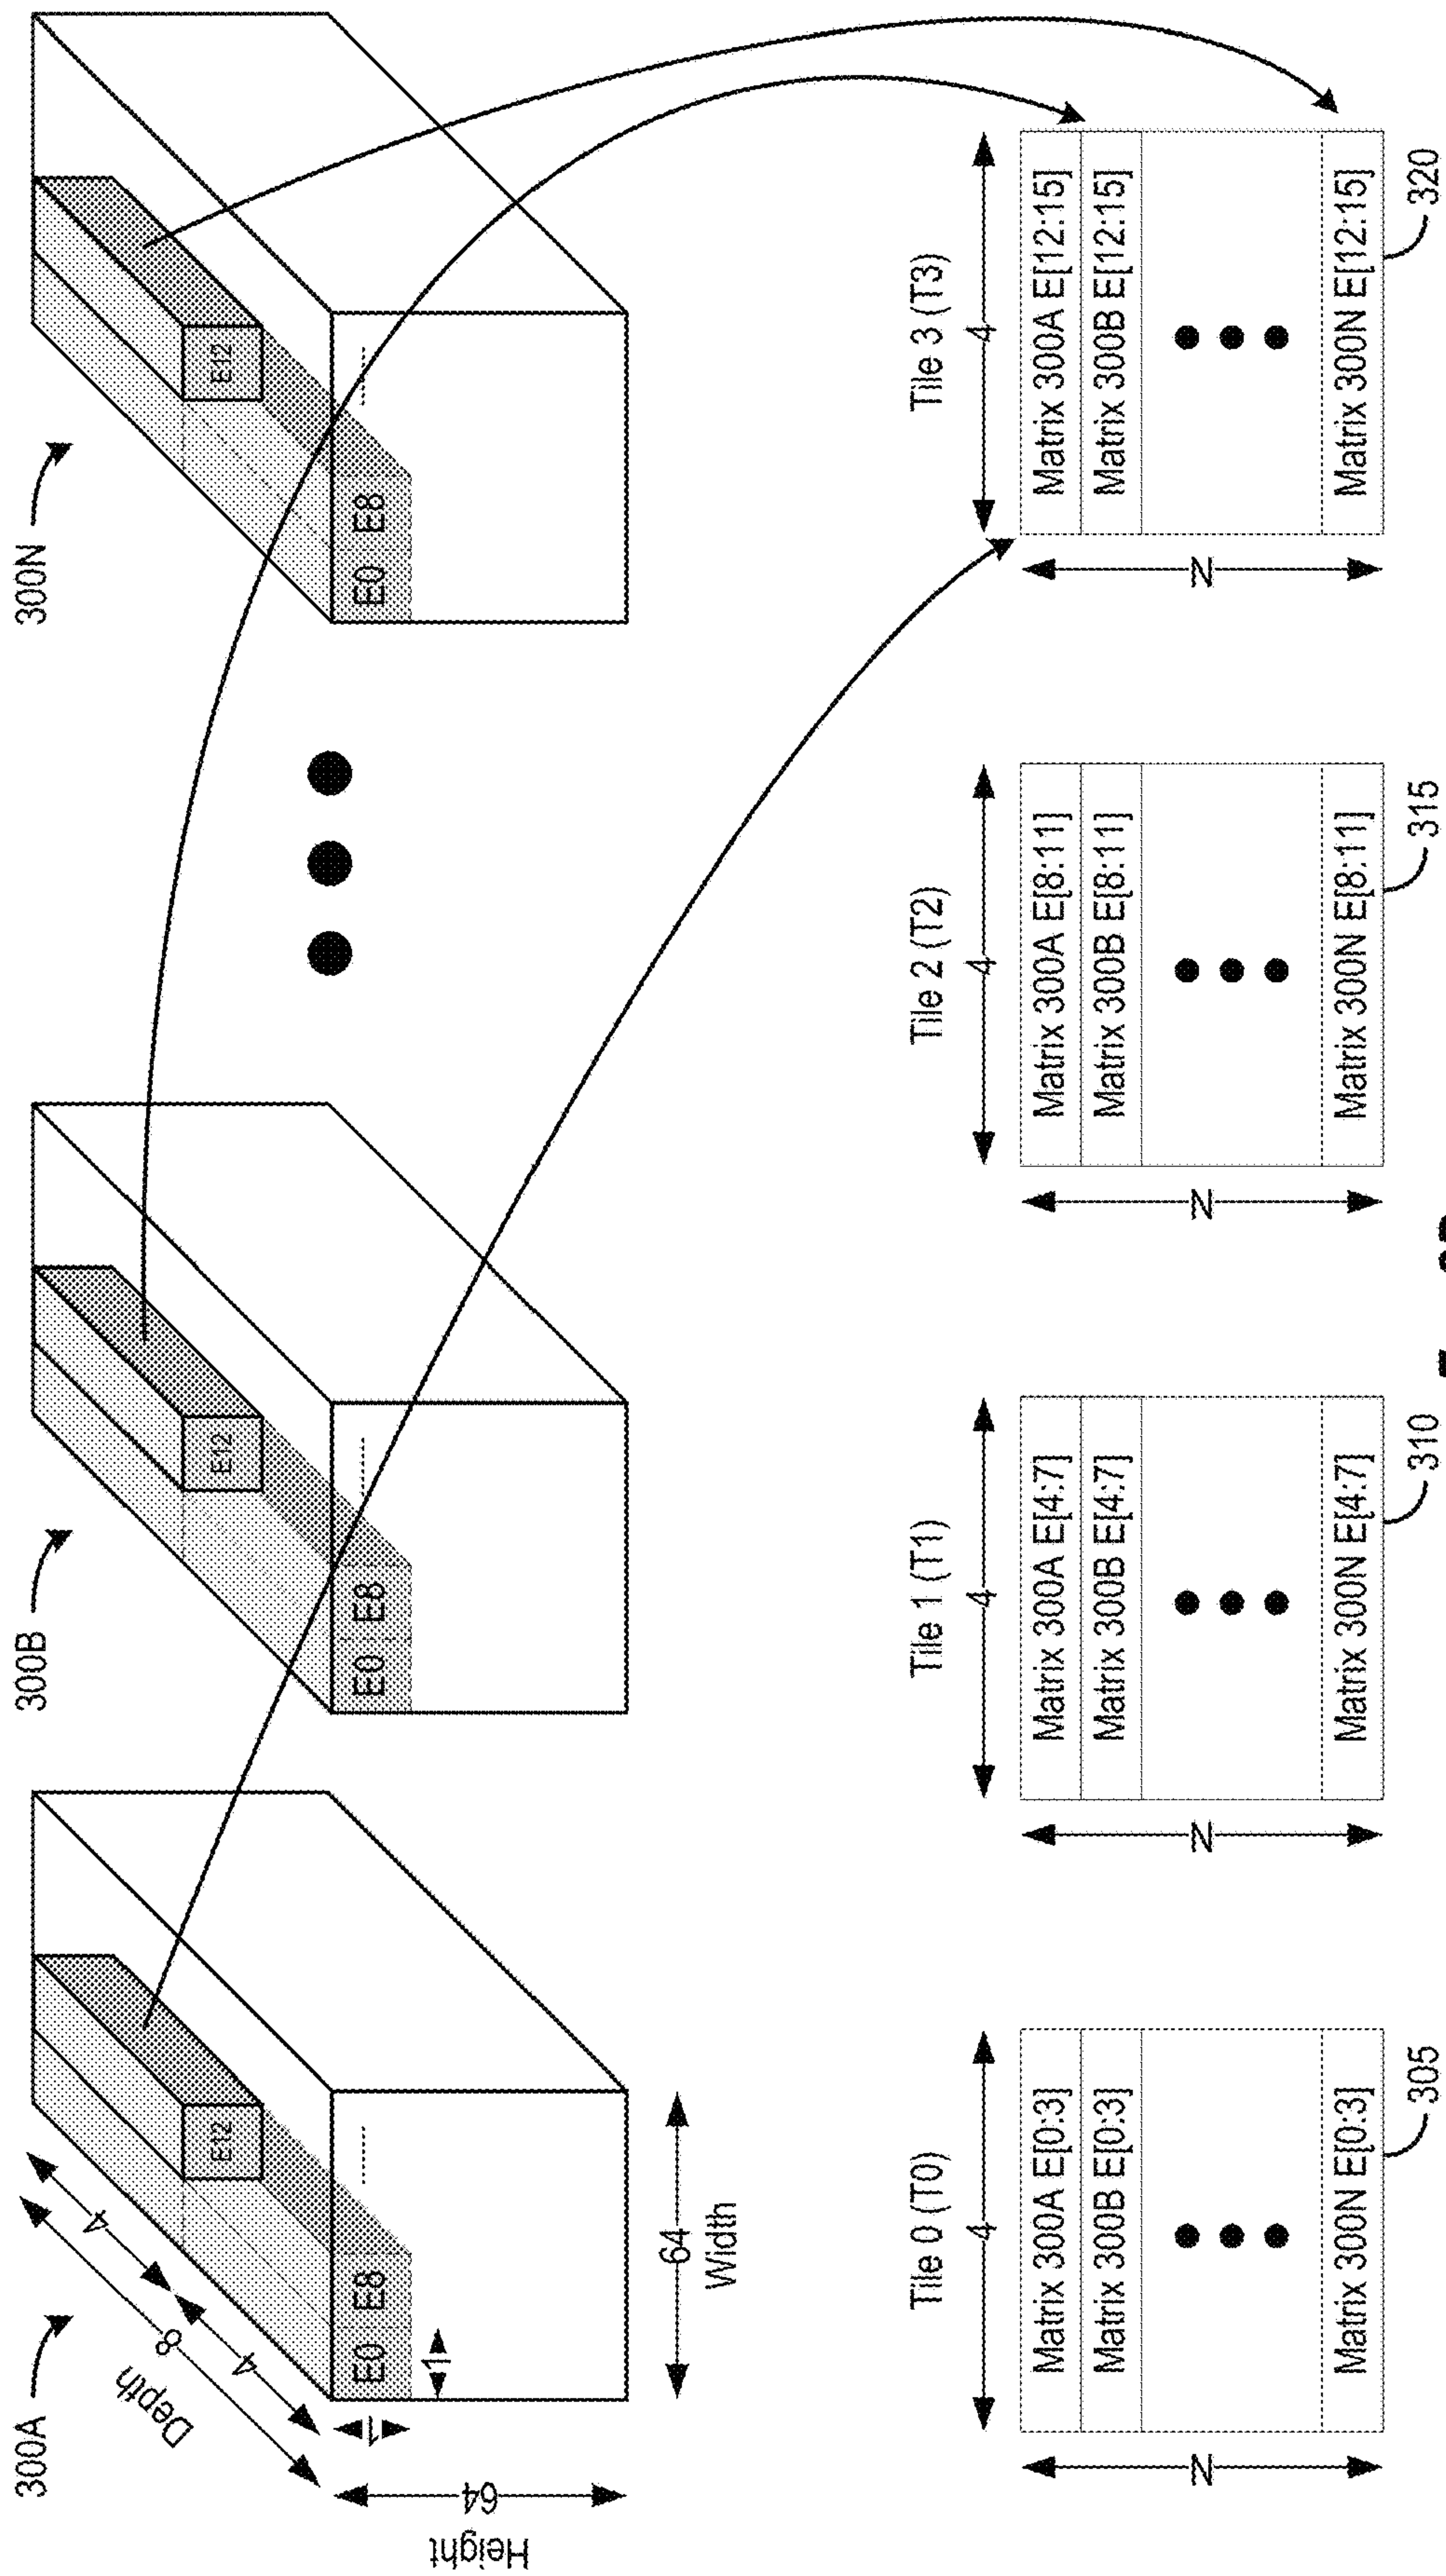 300A
300B
300N
Depth
8
4
4
E12
E12
E12
E0 E8
E0 E8
E0 E8
1
1
64
Height
64
Width
Tile 0 (T0)
4
N
Matrix 300A E[0:3]
Matrix 300B E[0:3]
Matrix 300N E[0:3]
305
Tile 1 (T1)
4
N
Matrix 300A E[4:7]
Matrix 300B E[4:7]
Matrix 300N E[4:7]
310
Tile 2 (T2)
4
N
Matrix 300A E[8:11]
Matrix 300B E[8:11]
Matrix 300N E[8:11]
315
Tile 3 (T3)
4
N
Matrix 300A E[12:15]
Matrix 300B E[12:15]
Matrix 300N E[12:15]
320